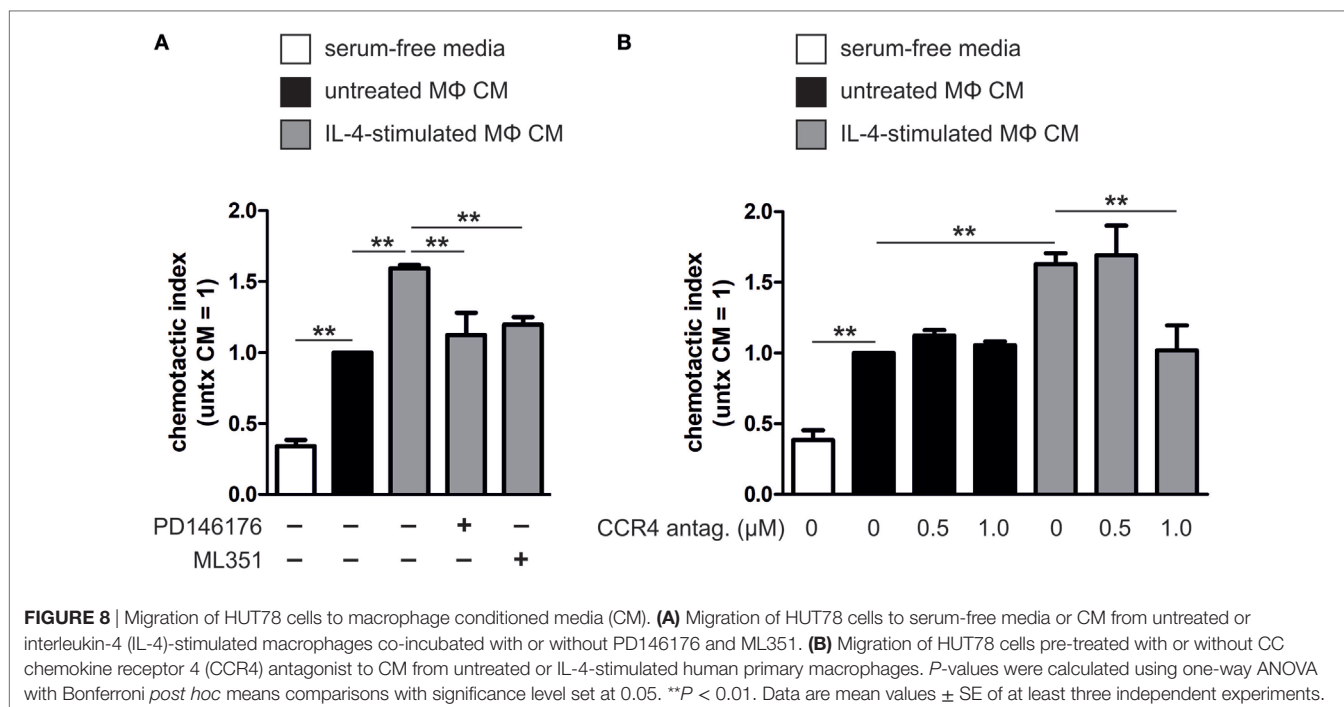 A
serum-free media
untreated MΦ CM
IL-4-stimulated MΦ CM
chemotactic index
(untx CM = 1)
2.0
1.5
1.0
0.5
0.0
**
**
**
**
PD146176 – – – + –
ML351 – – – – +
B
serum-free media
untreated MΦ CM
IL-4-stimulated MΦ CM
chemotactic index
(untx CM = 1)
2.0
1.5
1.0
0.5
0.0
**
**
**
CCR4 antag. (µM) 0 0 0.5 1.0 0 0.5 1.0
FIGURE 8 | Migration of HUT78 cells to macrophage conditioned media (CM). (A) Migration of HUT78 cells to serum-free media or CM from untreated or
interleukin-4 (IL-4)-stimulated macrophages co-incubated with or without PD146176 and ML351. (B) Migration of HUT78 cells pre-treated with or without CC
chemokine receptor 4 (CCR4) antagonist to CM from untreated or IL-4-stimulated human primary macrophages. P-values were calculated using one-way ANOVA
with Bonferroni post hoc means comparisons with significance level set at 0.05. **P < 0.01. Data are mean values ± SE of at least three independent experiments.